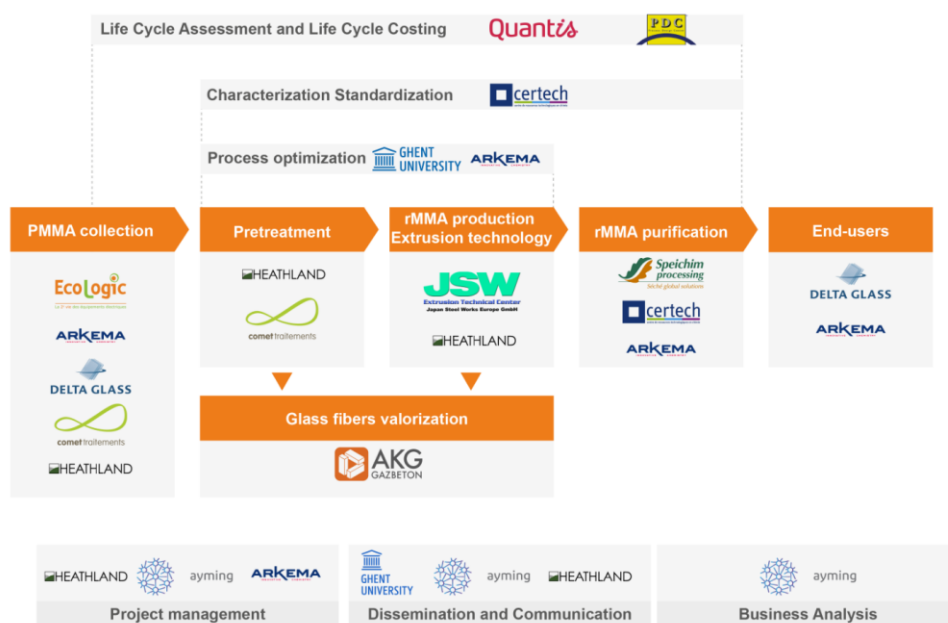 Life Cycle Assessment and Life Cycle Costing Quantis PDC
Characterization Standardization certech
Process optimization GHENT UNIVERSITY ARKEMA
PMMA collection
Pretreatment
rMMA production
Extrusion technology
rMMA purification
End-users
EcoLogic
ARKEMA
DELTA GLASS
comet traitements
HEATHLAND
HEATHLAND
comet traitements
JSW
Extrusion Technical Center
Japan Steel Works Europe GmbH
HEATHLAND
Speichim
processing
Séché global solutions
certech
ARKEMA
DELTA GLASS
ARKEMA
Glass fibers valorization
AKG
GAZBETON
HEATHLAND ayming ARKEMA
Project management
GHENT
UNIVERSITY
ayming HEATHLAND
Dissemination and Communication
ayming
Business Analysis